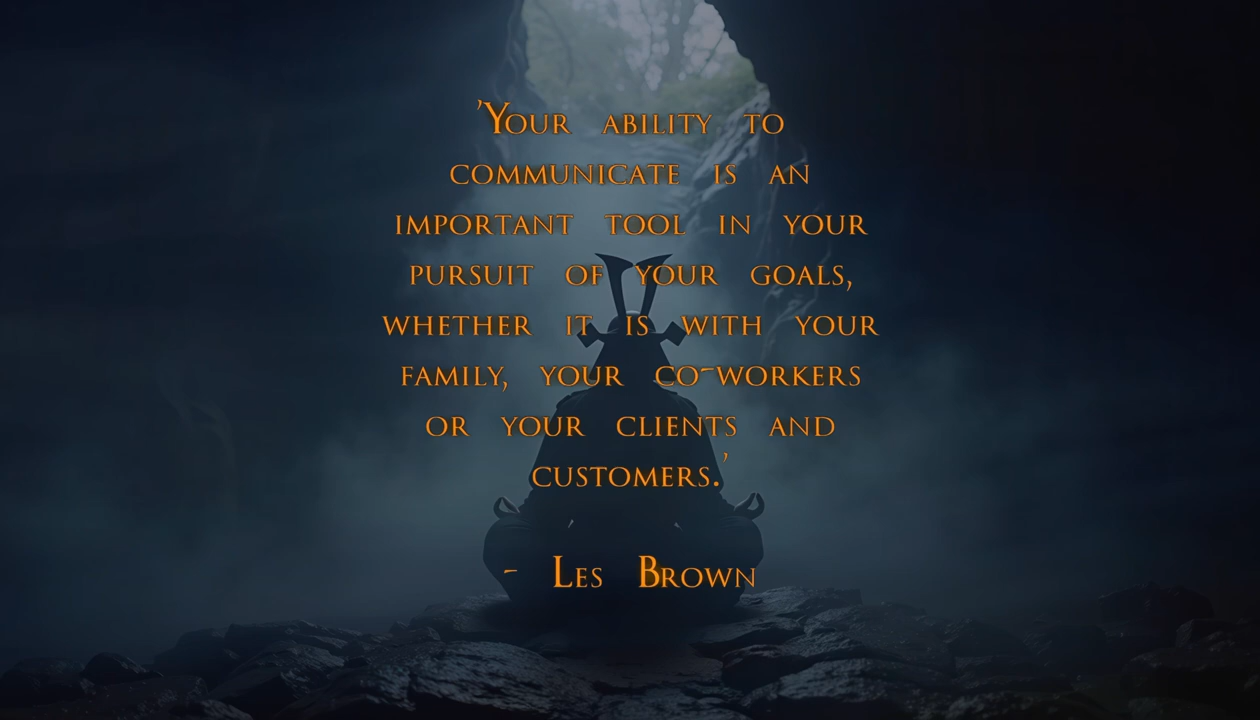 'Your ability to
communicate is an
important tool in your
pursuit of your goals,
whether it is with your
family, your co-workers
or your clients and
customers.'
- Les Brown